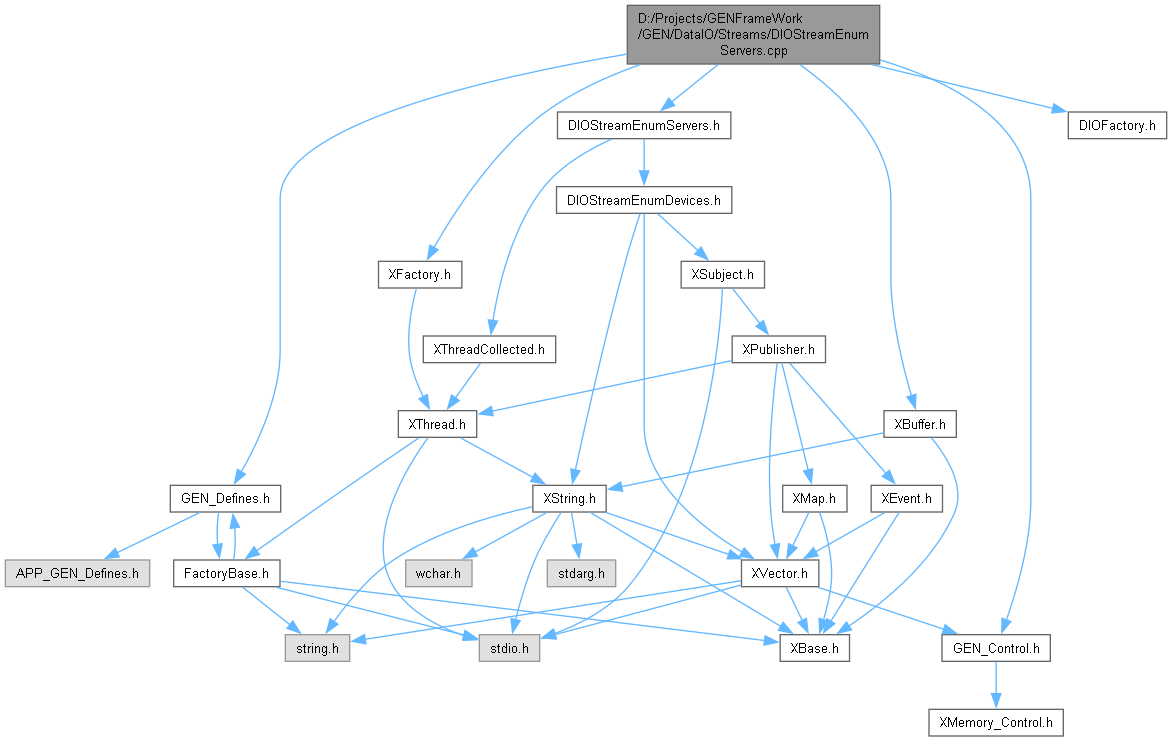 D:/Projects/GENFrameWork
/GEN/DataIO/Streams/DIOStreamEnum
Servers.cpp
DIOStreamEnumServers.h
DIOFactory.h
DIOStreamEnumDevices.h
XFactory.h
XSubject.h
XThreadCollected.h
XPublisher.h
XThread.h
XBuffer.h
GEN_Defines.h
XString.h
XMap.h
XEvent.h
APP_GEN_Defines.h
FactoryBase.h
wchar.h
stdarg.h
XVector.h
string.h
stdio.h
XBase.h
GEN_Control.h
XMemory_Control.h